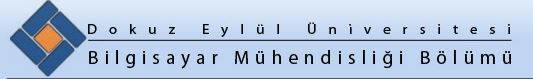 Dokuz Eylül Üniversitesi
Bilgisayar Mühendisliği Bölümü